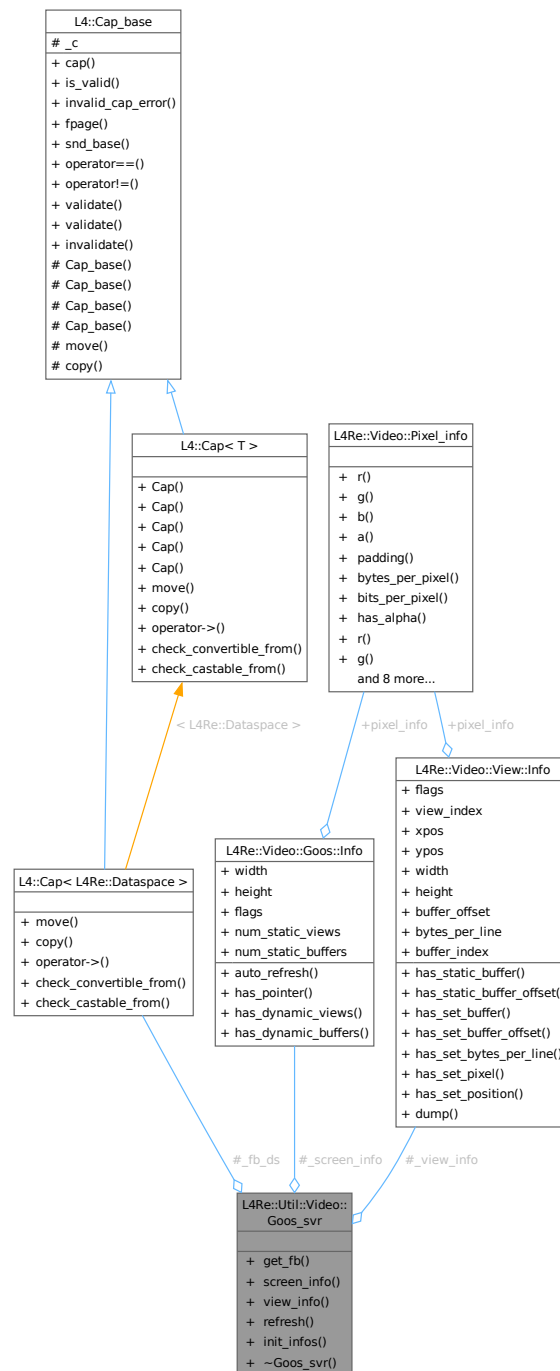 L4::Cap_base
# _c
+ cap()
+ is_valid()
+ invalid_cap_error()
+ fpage()
+ snd_base()
+ operator==()
+ operator!=()
+ validate()
+ validate()
+ invalidate()
# Cap_base()
# Cap_base()
# Cap_base()
# Cap_base()
# move()
# copy()
L4::Cap< T >
+ Cap()
+ Cap()
+ Cap()
+ Cap()
+ Cap()
+ move()
+ copy()
+ operator->()
+ check_convertible_from()
+ check_castable_from()
L4Re::Video::Pixel_info
+ r()
+ g()
+ b()
+ a()
+ padding()
+ bytes_per_pixel()
+ bits_per_pixel()
+ has_alpha()
+ r()
+ g()
and 8 more...
< L4Re::Dataspace >
+pixel_info
+pixel_info
L4::Cap< L4Re::Dataspace >
+ move()
+ copy()
+ operator->()
+ check_convertible_from()
+ check_castable_from()
L4Re::Video::Goos::Info
+ width
+ height
+ flags
+ num_static_views
+ num_static_buffers
+ auto_refresh()
+ has_pointer()
+ has_dynamic_views()
+ has_dynamic_buffers()
L4Re::Video::View::Info
+ flags
+ view_index
+ xpos
+ ypos
+ width
+ height
+ buffer_offset
+ bytes_per_line
+ buffer_index
+ has_static_buffer()
+ has_static_buffer_offset()
+ has_set_buffer()
+ has_set_buffer_offset()
+ has_set_bytes_per_line()
+ has_set_pixel()
+ has_set_position()
+ dump()
#_fb_ds
#_screen_info
#_view_info
L4Re::Util::Video::
Goos_svr
+ get_fb()
+ screen_info()
+ view_info()
+ refresh()
+ init_infos()
+ ~Goos_svr()